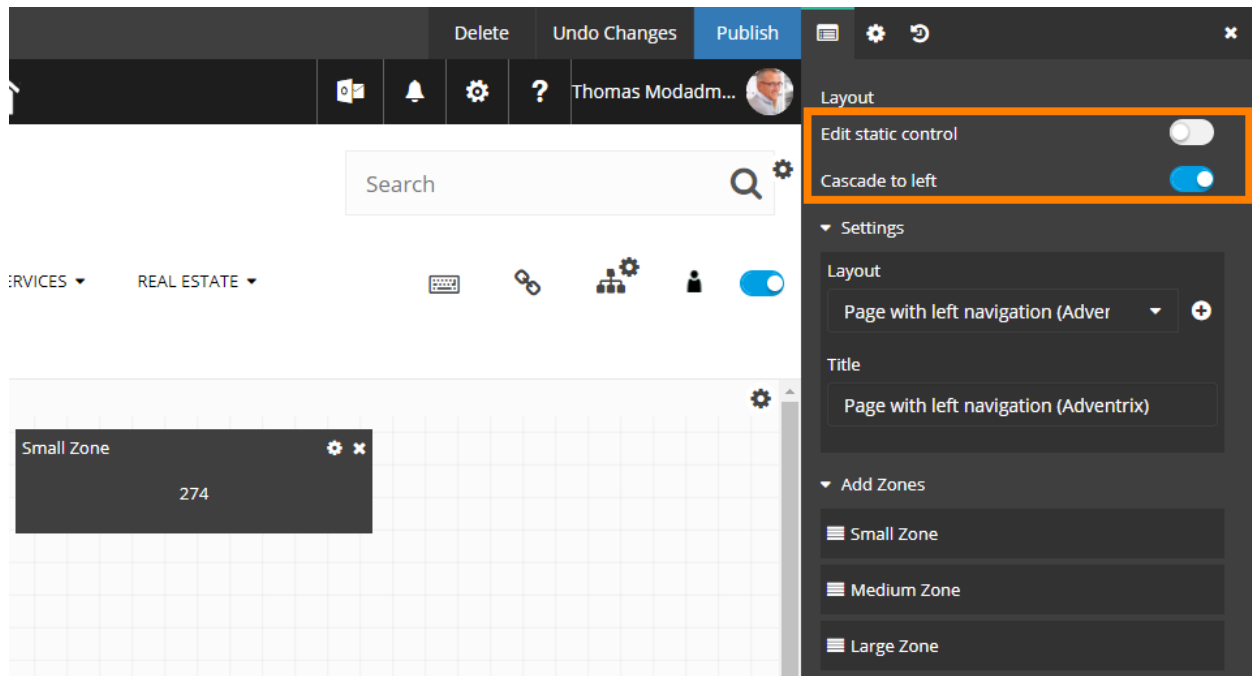 Delete Undo Changes Publish
Thomas Modadm...
Layout
Edit static control
Cascade to left
Search
Settings
ERVICES REAL ESTATE
Layout
Page with left navigation (Adver
Title
Page with left navigation (Adventrix)
Small Zone
274
Add Zones
Small Zone
Medium Zone
Large Zone